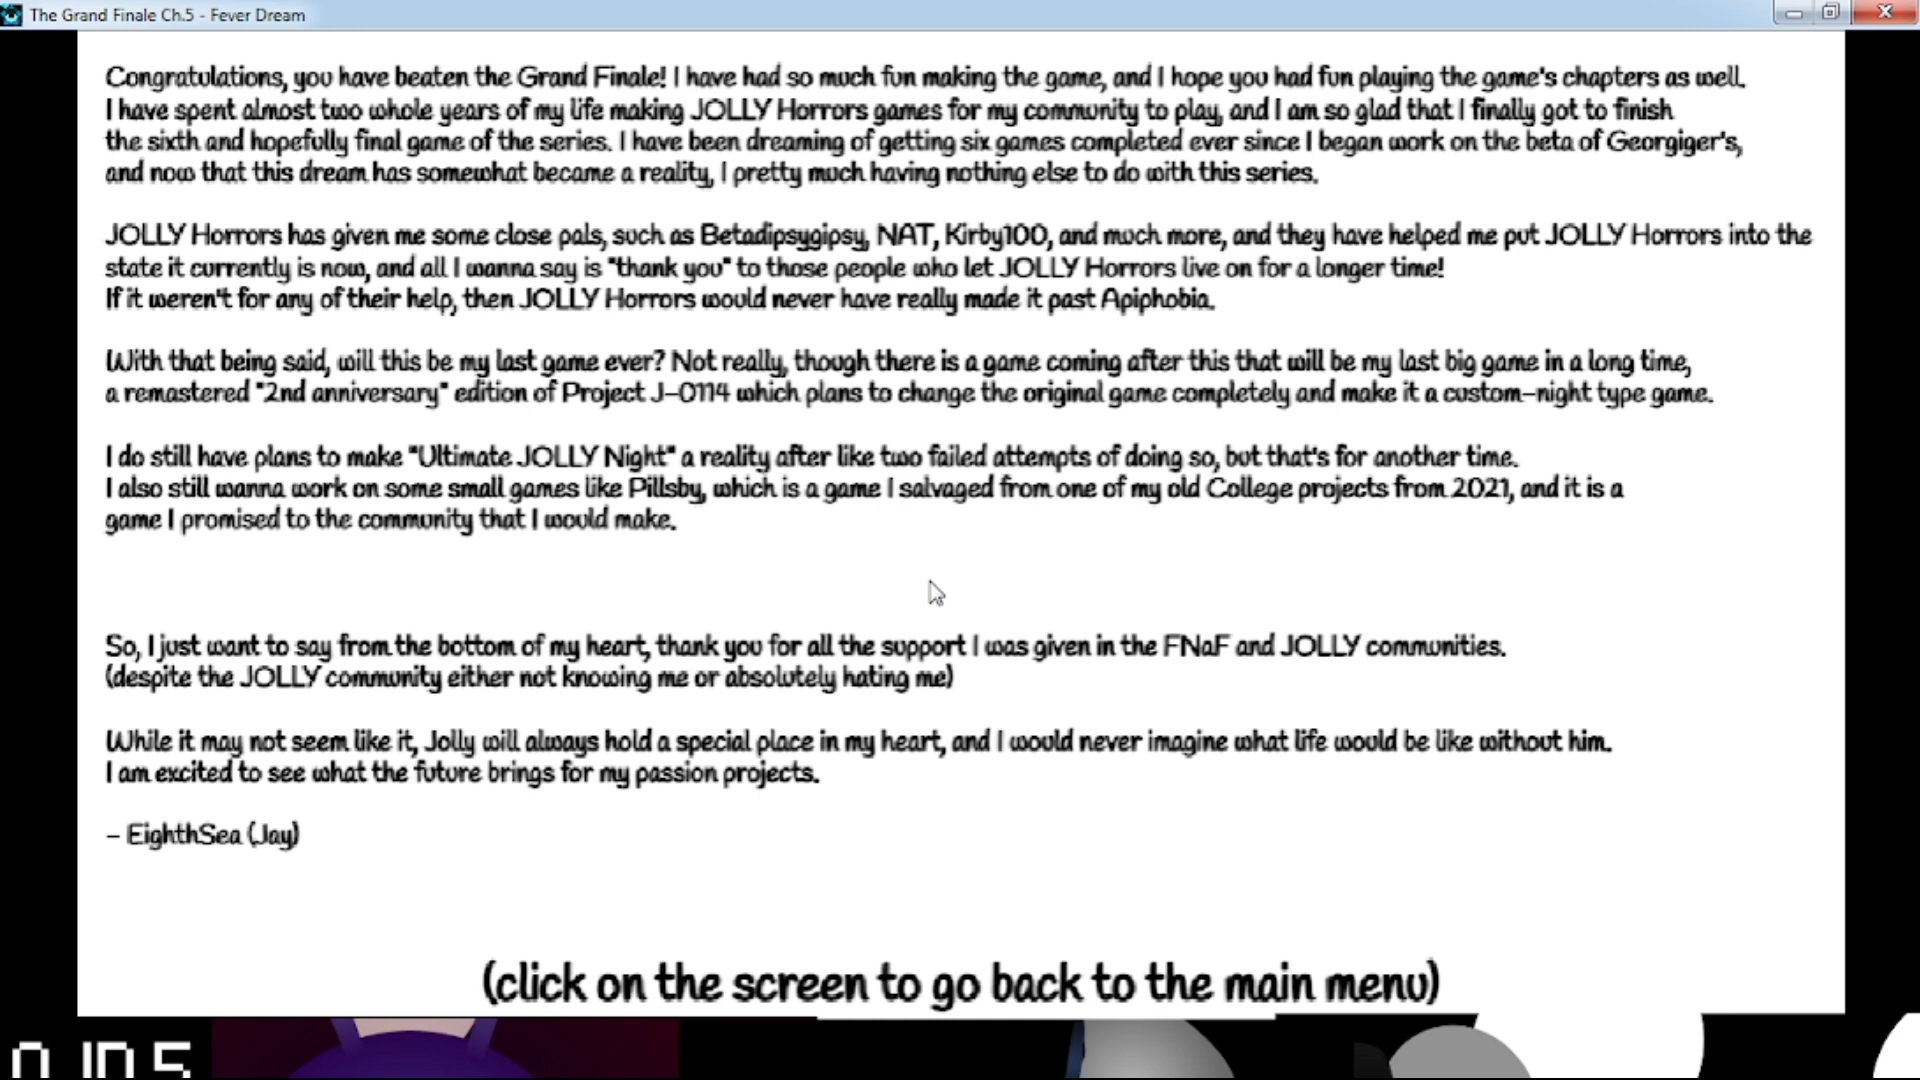 The Grand Finale Ch.5 - Fever Dream
Congratulations, you have beaten the Grand Finale! I have had so much fun making the game, and I hope you had fun playing the game's chapters as well.
I have spent almost two whole years of my life making JOLLY Horrors games for my community to play, and I am so glad that I finally got to finish
the sixth and hopefully final game of the series. I have been dreaming of getting six games completed ever since I began work on the beta of Georgiger's,
and now that this dream has somewhat became a reality, I pretty much having nothing else to do with this series.
JOLLY Horrors has given me some close pals, such as Betadipsygipsy, NAT, Kirby100, and much more, and they have helped me put JOLLY Horrors into the
state it currently is now, and all I wanna say is "thank you" to those people who let JOLLY Horrors live on for a longer time!
If it weren't for any of their help, then JOLLY Horrors would never have really made it past Apiphobia.
With that being said, will this be my last game ever? Not really, though there is a game coming after this that will be my last big game in a long time,
a remastered "2nd anniversary" edition of Project J-0114 which plans to change the original game completely and make it a custom-night type game.
I do still have plans to make "Ultimate JOLLY Night" a reality after like two failed attempts of doing so, but that's for another time.
I also still wanna work on some small games like Pillsby, which is a game I salvaged from one of my old College projects from 2021, and it is a
game I promised to the community that I would make.
So, I just want to say from the bottom of my heart, thank you for all the support I was given in the FNaF and JOLLY communities.
(despite the JOLLY community either not knowing me or absolutely hating me)
While it may not seem like it, Jolly will always hold a special place in my heart, and I would never imagine what life would be like without him.
I am excited to see what the future brings for my passion projects.
- EighthSea (Jay)
(click on the screen to go back to the main menu)